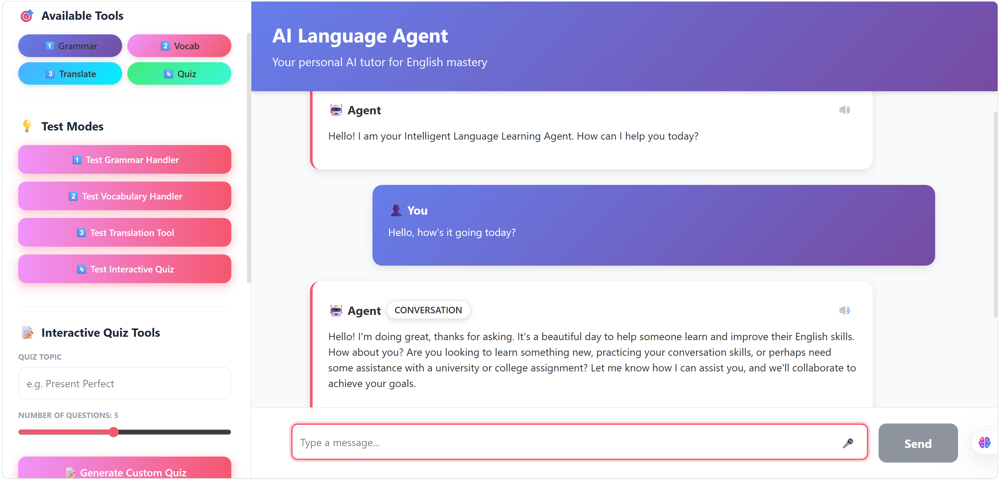 Available Tools
1 Grammar
2 Vocab
3 Translate
4 Quiz
Test Modes
1 Test Grammar Handler
2 Test Vocabulary Handler
3 Test Translation Tool
4 Test Interactive Quiz
Interactive Quiz Tools
QUIZ TOPIC
e.g. Present Perfect
NUMBER OF QUESTIONS: 5
Generate Custom Quiz
AI Language Agent
Your personal AI tutor for English mastery
Agent
Hello! I am your Intelligent Language Learning Agent. How can I help you today?
You
Hello, how's it going today?
Agent CONVERSATION
Hello! I'm doing great, thanks for asking. It's a beautiful day to help someone learn and improve their English skills.
How about you? Are you looking to learn something new, practicing your conversation skills, or perhaps need
some assistance with a university or college assignment? Let me know how I can assist you, and we'll collaborate to
achieve your goals.
Type a message...
Send